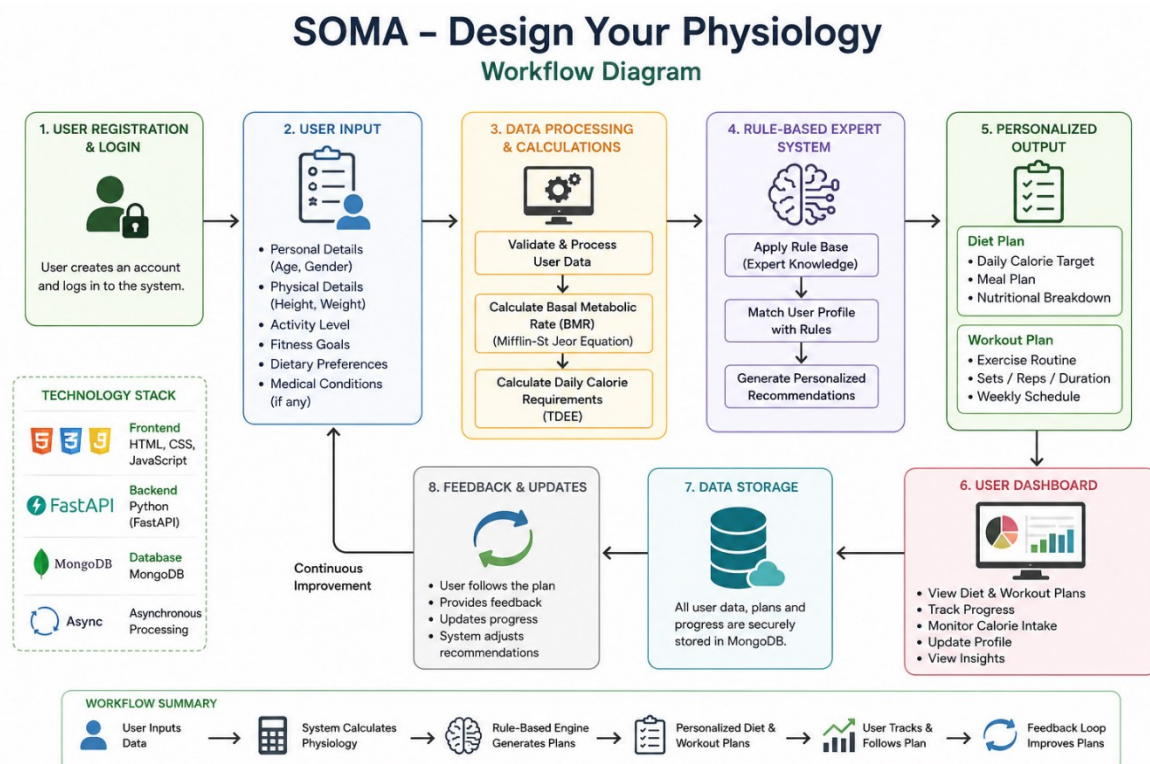 SOMA – Design Your Physiology
Workflow Diagram
1. USER REGISTRATION
& LOGIN
User creates an account
and logs in to the system.
2. USER INPUT
• Personal Details
(Age, Gender)
• Physical Details
(Height, Weight)
• Activity Level
• Fitness Goals
• Dietary Preferences
• Medical Conditions
(if any)
3. DATA PROCESSING
& CALCULATIONS
Validate & Process
User Data
Calculate Basal Metabolic
Rate (BMR)
(Mifflin-St Jeor Equation)
Calculate Daily Calorie
Requirements
(TDEE)
4. RULE-BASED EXPERT
SYSTEM
Apply Rule Base
(Expert Knowledge)
Match User Profile
with Rules
Generate Personalized
Recommendations
5. PERSONALIZED
OUTPUT
Diet Plan
• Daily Calorie Target
• Meal Plan
• Nutritional Breakdown
Workout Plan
• Exercise Routine
• Sets / Reps / Duration
• Weekly Schedule
TECHNOLOGY STACK
5 3 9
Frontend
HTML, CSS,
JavaScript
FastAPI
Backend
Python
(FastAPI)
MongoDB
Database
MongoDB
Async
Asynchronous
Processing
Continuous
Improvement
8. FEEDBACK & UPDATES
• User follows the plan
• Provides feedback
• Updates progress
• System adjusts
recommendations
7. DATA STORAGE
All user data, plans and
progress are securely
stored in MongoDB.
6. USER DASHBOARD
• View Diet & Workout Plans
• Track Progress
• Monitor Calorie Intake
• Update Profile
• View Insights
WORKFLOW SUMMARY
User Inputs
Data
System Calculates
Physiology
Rule-Based Engine
Generates Plans
Personalized Diet &
Workout Plans
User Tracks &
Follows Plan
Feedback Loop
Improves Plans